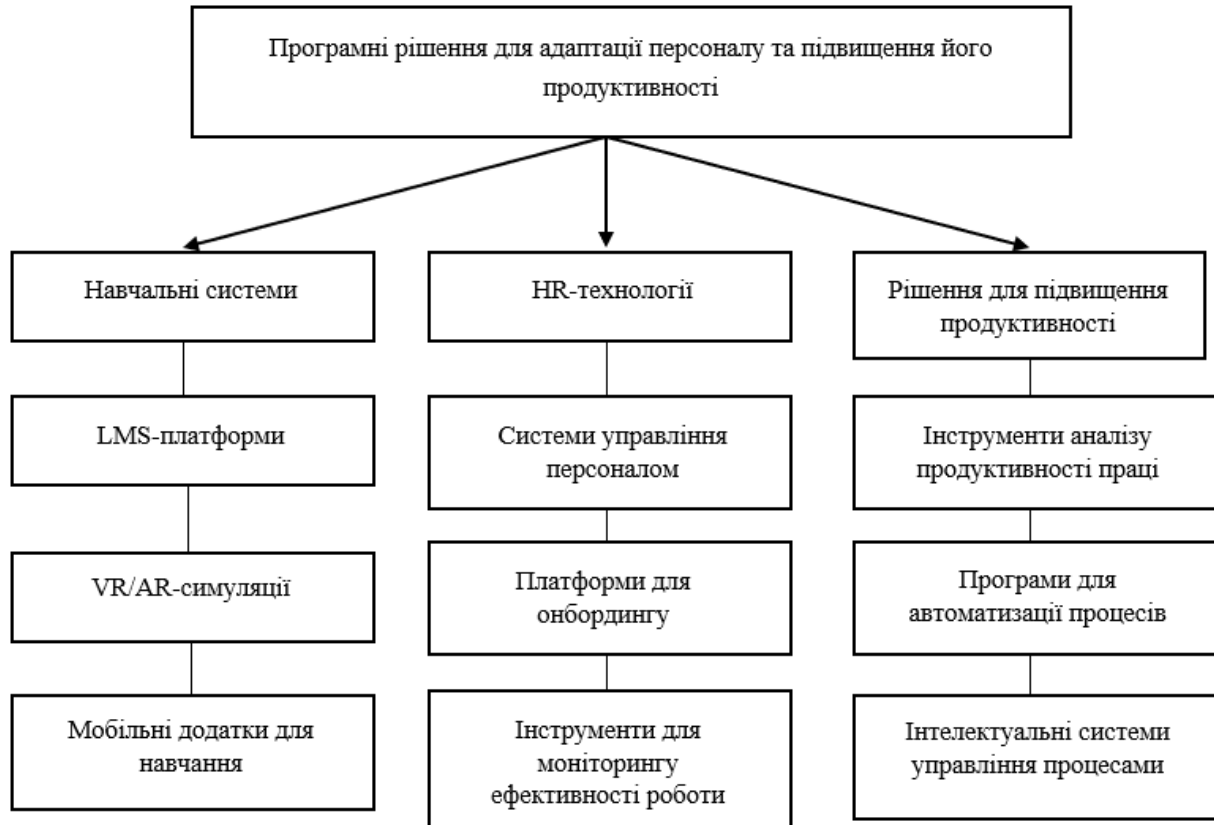 Програмні рішення для адаптації персоналу та підвищення його
продуктивності
Навчальні системи
HR-технології
Рішення для підвищення
продуктивності
LMS-платформи
Системи управління
персоналом
Інструменти аналізу
продуктивності праці
VR/AR-симуляції
Платформи для
онбордингу
Програми для
автоматизації процесів
Мобільні додатки для
навчання
Інструменти для
моніторингу
ефективності роботи
Інтелектуальні системи
управління процесами